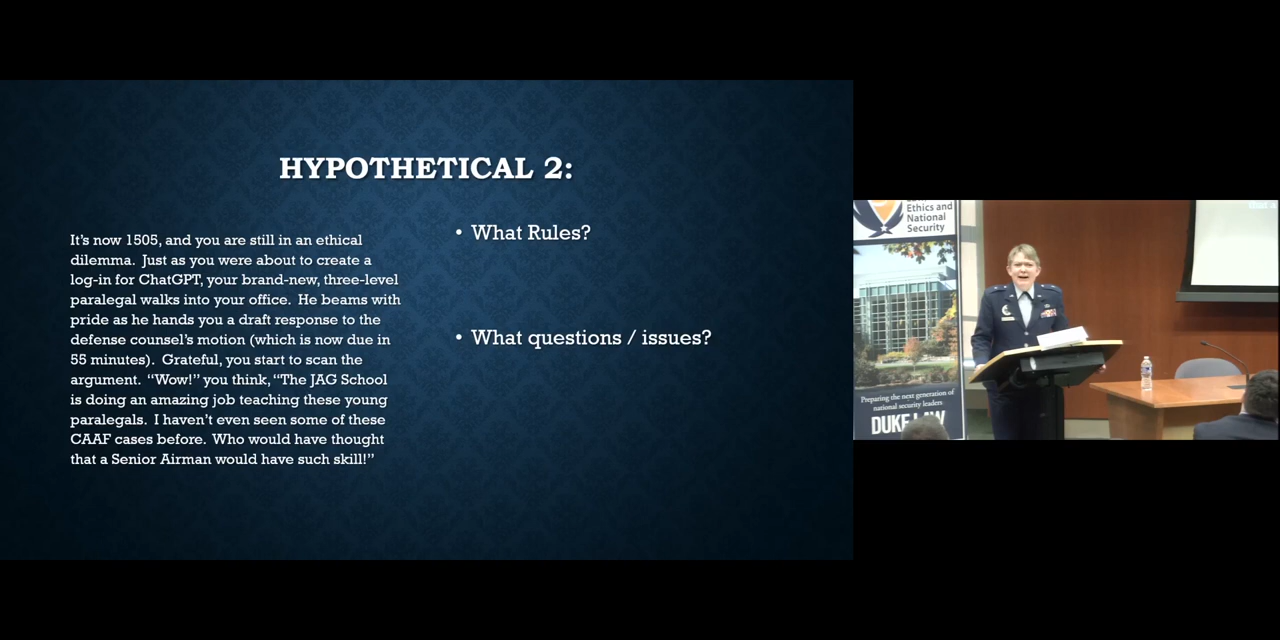 HYPOTHETICAL 2:
It's now 1505, and you are still in an ethical
dilemma. Just as you were about to create a
log-in for ChatGPT, your brand-new, three-level
paralegal walks into your office. He beams with
pride as he hands you a draft response to the
defense counsel's motion (which is now due in
55 minutes). Grateful, you start to scan the
argument. "Wow!" you think, "The JAG School
is doing an amazing job teaching these young
paralegals. I haven't even seen some of these
CAAF cases before. Who would have thought
that a Senior Airman would have such skill!"
• What Rules?
• What questions / issues?
Ethics and
National
Security
Preparing the next generation of
national security leaders
DUKE LAW